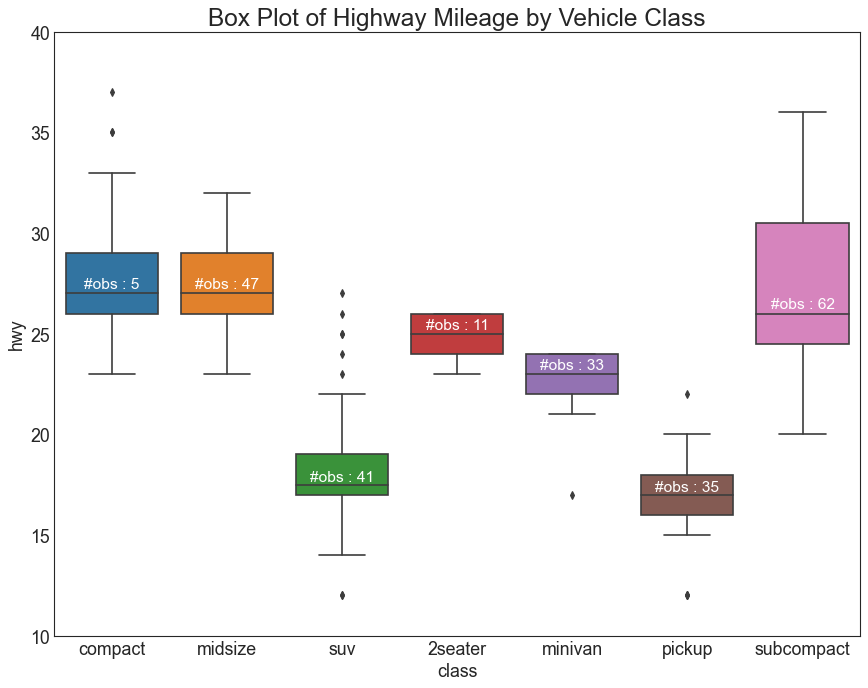 Box Plot of Highway Mileage by Vehicle Class
40
35
30
25
20
15
10
hwy
#obs : 5
#obs : 47
#obs : 41
#obs : 11
#obs : 33
#obs : 35
#obs : 62
compact
midsize
suv
2seater
minivan
pickup
subcompact
class